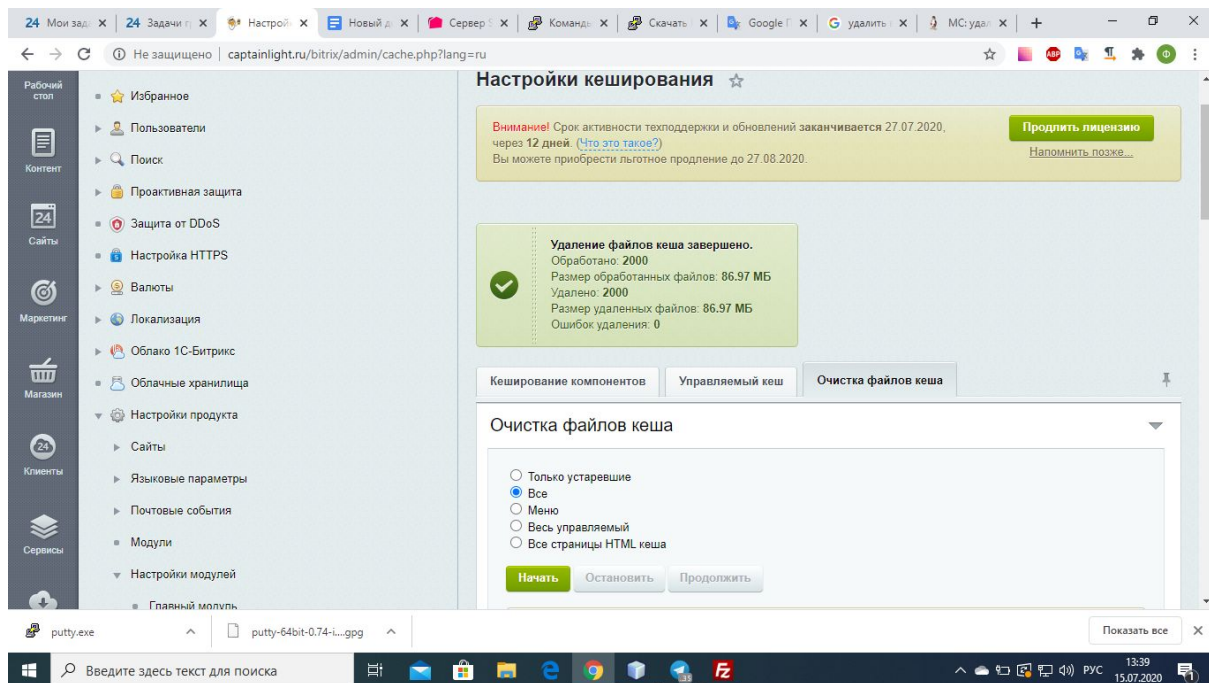 24 Мои зад
24 Задачи г
Настрой
Новый д
Сервер
Команды
Скачать
Google П
удалить
МС: удал
Не защищено | captainlight.ru/bitrix/admin/cache.php?lang=ru
ABP
Ф
Рабочий
стол
Контент
24
Сайты
Маркетинг
Магазин
24
Клиенты
Сервисы
Избранное
Пользователи
Поиск
Проактивная защита
Защита от DDoS
Настройка HTTPS
Валюты
Локализация
Облако 1С-Битрикс
Облачные хранилища
Настройки продукта
Сайты
Языковые параметры
Почтовые события
Модули
Настройки модулей
Главный модуль
Настройки кеширования
Внимание! Срок активности техподдержки и обновлений заканчивается 27.07.2020,
через 12 дней. (Что это такое?)
Вы можете приобрести льготное продление до 27.08.2020.
Продлить лицензию
Напомнить позже...
Удаление файлов кеша завершено.
Обработано: 2000
Размер обработанных файлов: 86.97 МБ
Удалено: 2000
Размер удаленных файлов: 86.97 МБ
Ошибок удаления: 0
Кеширование компонентов
Управляемый кеш
Очистка файлов кеша
Очистка файлов кеша
Только устаревшие
Все
Меню
Весь управляемый
Все страницы HTML кеша
Начать
Остановить
Продолжить
putty.exe
putty-64bit-0.74-i....gpg
Показать все
Введите здесь текст для поиска
РУС
13:39
15.07.2020